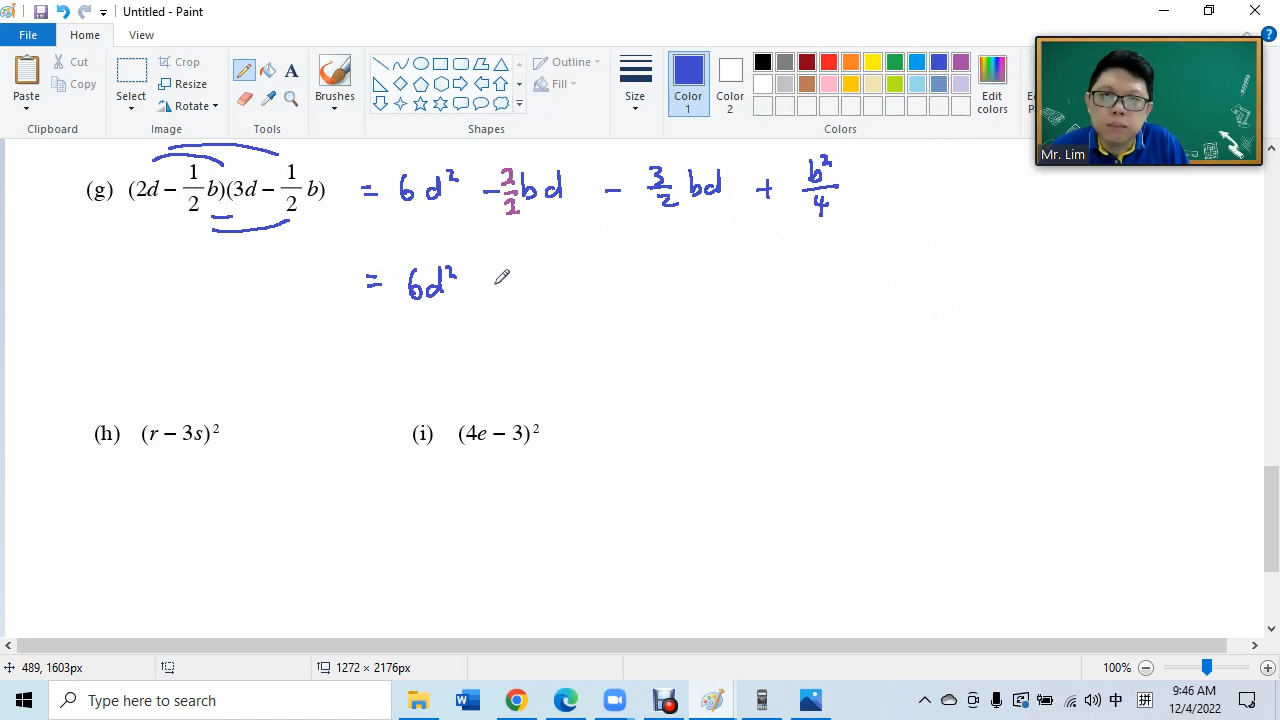 Untitled - Paint
File Home View
Paste Cut Copy Clipboard
Select Crop Resize Rotate Image
Tools
Brushes
Outline Fill Shapes
Size
Color 1 Color 2 Edit colors Colors
Mr. Lim
(g) (2d − 1/2 b)(3d − 1/2 b) = 6d² − 2/2 bd − 3/2 bd + b²/4
= 6d²
(h) (r − 3s)² (i) (4e − 3)²
489, 1603px 1272 × 2176px 100%
Type here to search 中 拼 9:46 AM
12/4/2022